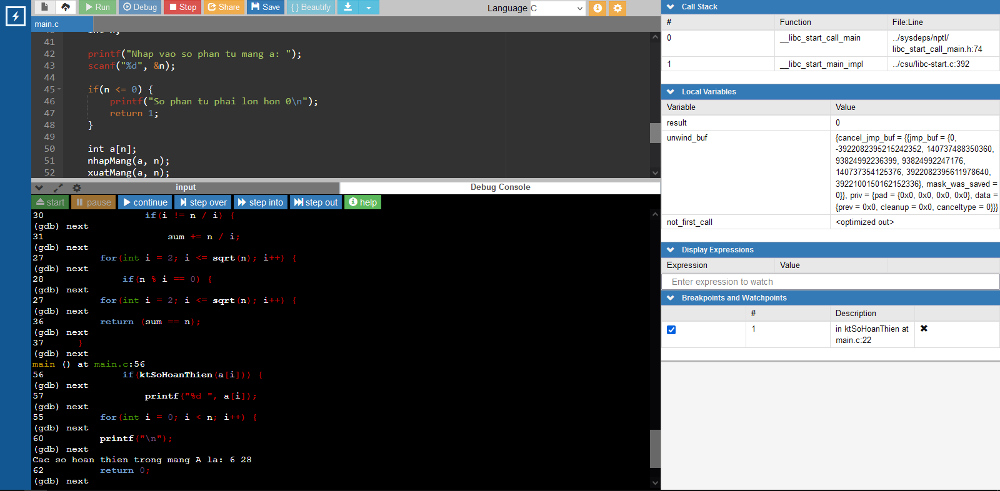 Run Debug Stop Share Save { } Beautify
Language C
main.c
40 int n;
41
42 printf("Nhap vao so phan tu mang a: ");
43 scanf("%d", &n);
44
45 if(n <= 0) {
46 printf("So phan tu phai lon hon 0\n");
47 return 1;
48 }
49
50 int a[n];
51 nhapMang(a, n);
52 xuatMang(a, n);
input Debug Console
start pause continue step over step into step out help
30 if(i != n / i) {
(gdb) next
31 sum += n / i;
(gdb) next
27 for(int i = 2; i <= sqrt(n); i++) {
(gdb) next
28 if(n % i == 0) {
(gdb) next
27 for(int i = 2; i <= sqrt(n); i++) {
(gdb) next
36 return (sum == n);
(gdb) next
37 }
(gdb) next
main () at main.c:56
56 if(ktSoHoanThien(a[i])) {
(gdb) next
57 printf("%d ", a[i]);
(gdb) next
55 for(int i = 0; i < n; i++) {
(gdb) next
60 printf("\n");
(gdb) next
Cac so hoan thien trong mang A la: 6 28
62 return 0;
(gdb) next
Call Stack
# Function File:Line
0 __libc_start_call_main ../sysdeps/nptl/
libc_start_call_main.h:74
1 __libc_start_main_impl ../csu/libc-start.c:392
Local Variables
Variable Value
result 0
unwind_buf {cancel_jmp_buf = {{jmp_buf = {0,
-3922082395215242352, 140737488350360,
93824992236399, 93824992247176,
140737354125376, 3922082395611978640,
3922100150162152336}, mask_was_saved =
0}}, priv = {pad = {0x0, 0x0, 0x0, 0x0}, data =
{prev = 0x0, cleanup = 0x0, canceltype = 0}}}
not_first_call <optimized out>
Display Expressions
Expression Value
Enter expression to watch
Breakpoints and Watchpoints
# Description
1 in ktSoHoanThien at
main.c:22